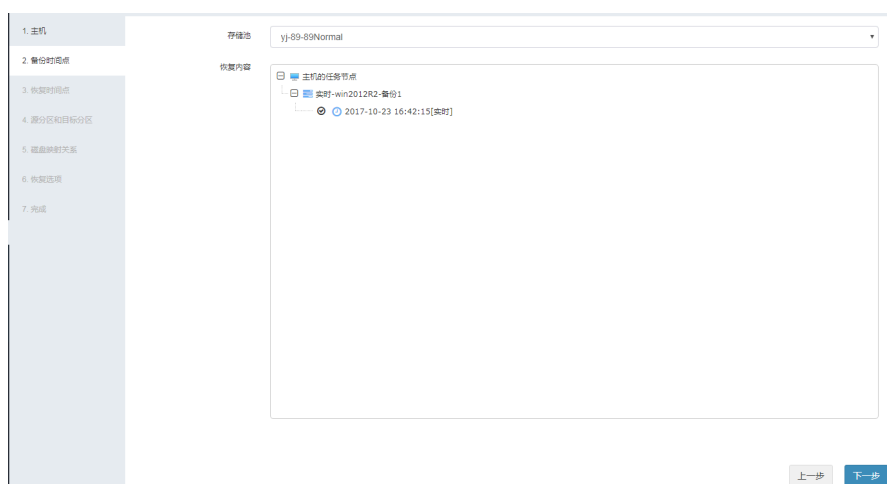 1. 主机
2. 备份时间点
3. 恢复时间点
4. 源分区和目标分区
5. 磁盘映射关系
6. 恢复选项
7. 完成
存储池
yj-89-89Normal
恢复内容
主机的任务节点
实时-win2012R2-备份1
2017-10-23 16:42:15[实时]
上一步
下一步